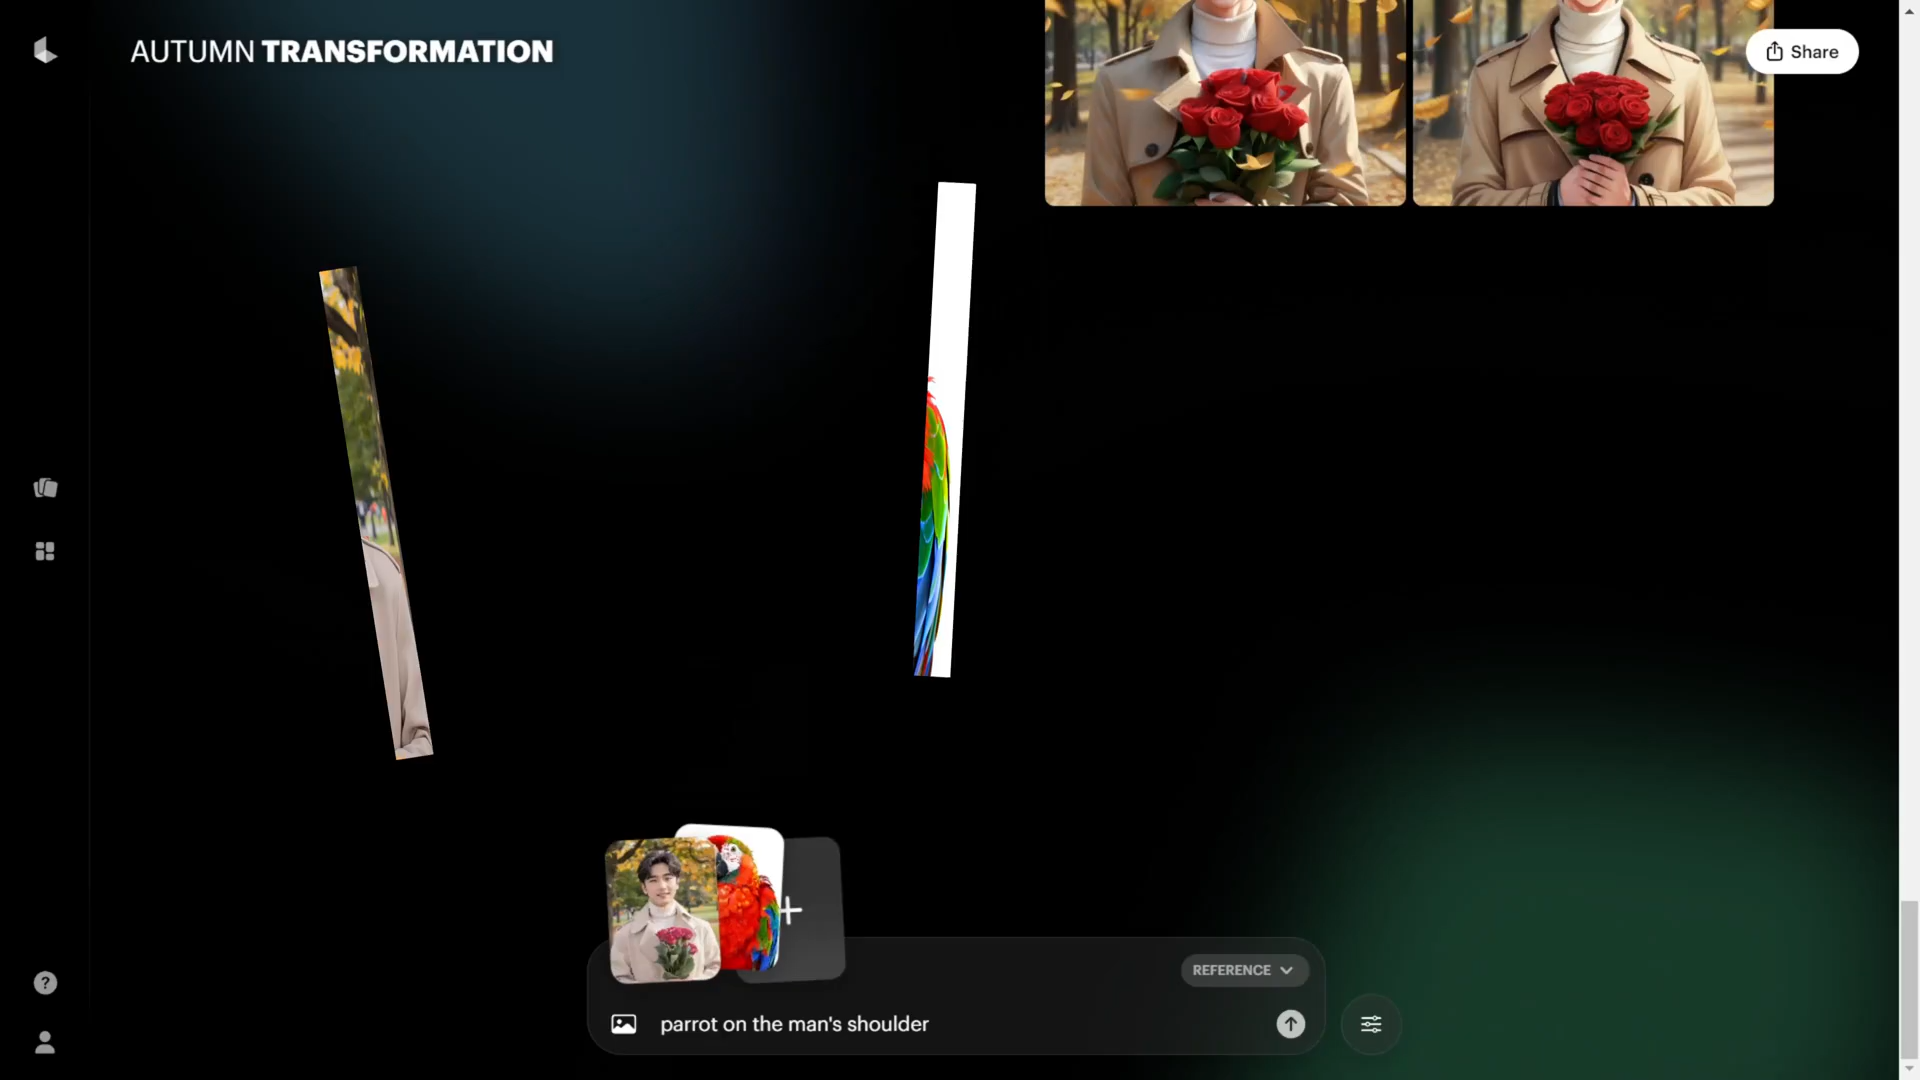 AUTUMN TRANSFORMATION
Share
REFERENCE
parrot on the man's shoulder
?